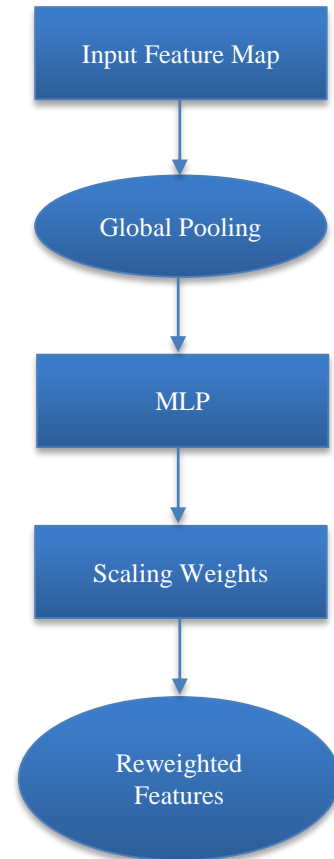 Input Feature Map
Global Pooling
MLP
Scaling Weights
Reweighted
Features